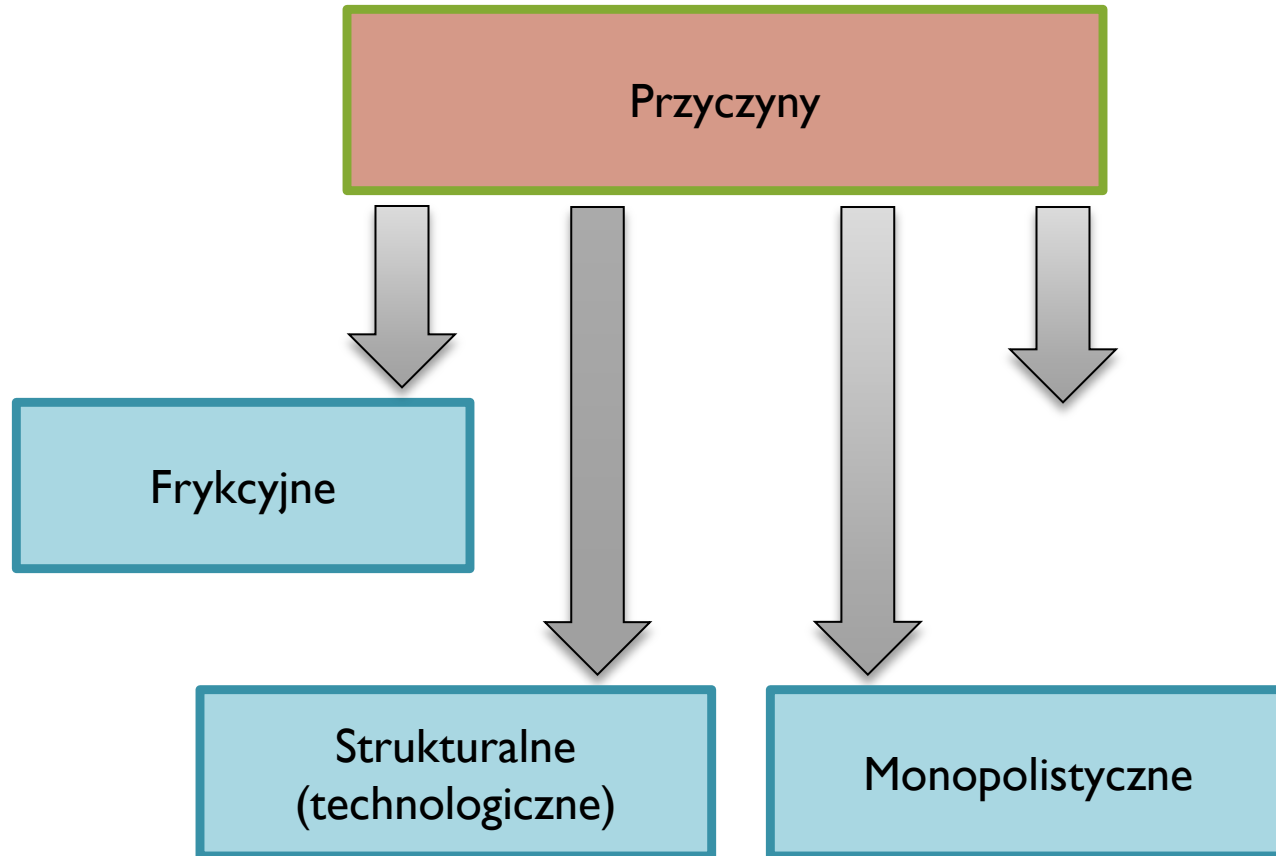 Przyczyny
Frykcyjne
Strukturalne
(technologiczne)
Monopolistyczne